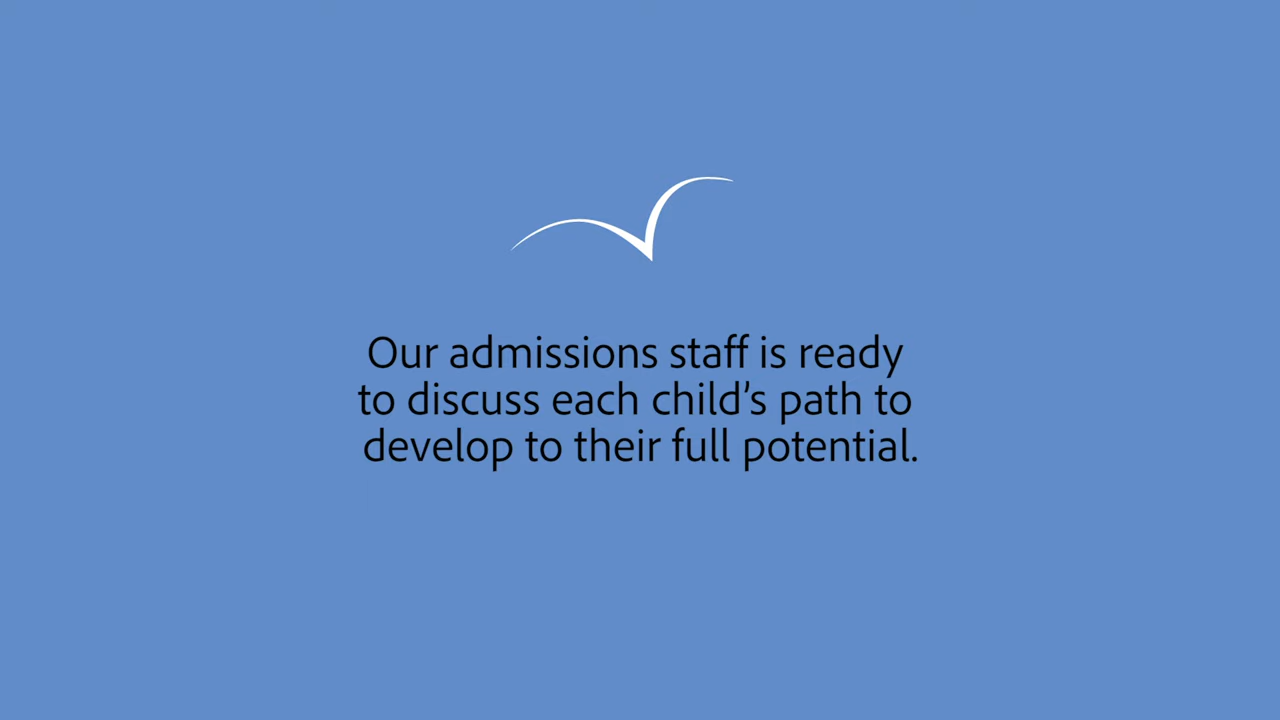 Our admissions staff is ready
to discuss each child’s path to
develop to their full potential.